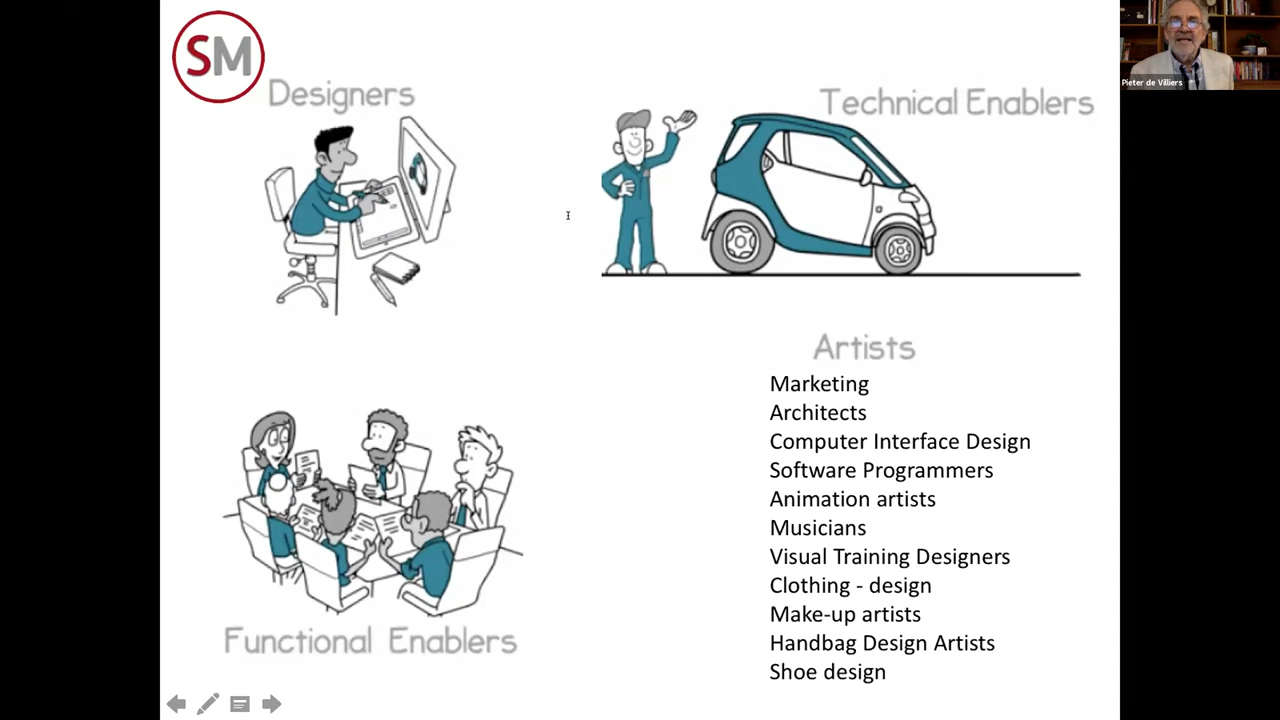 SM
Designers
Technical Enablers
Pieter de Villiers
Artists
Marketing
Architects
Computer Interface Design
Software Programmers
Animation artists
Musicians
Visual Training Designers
Clothing - design
Make-up artists
Handbag Design Artists
Shoe design
Functional Enablers